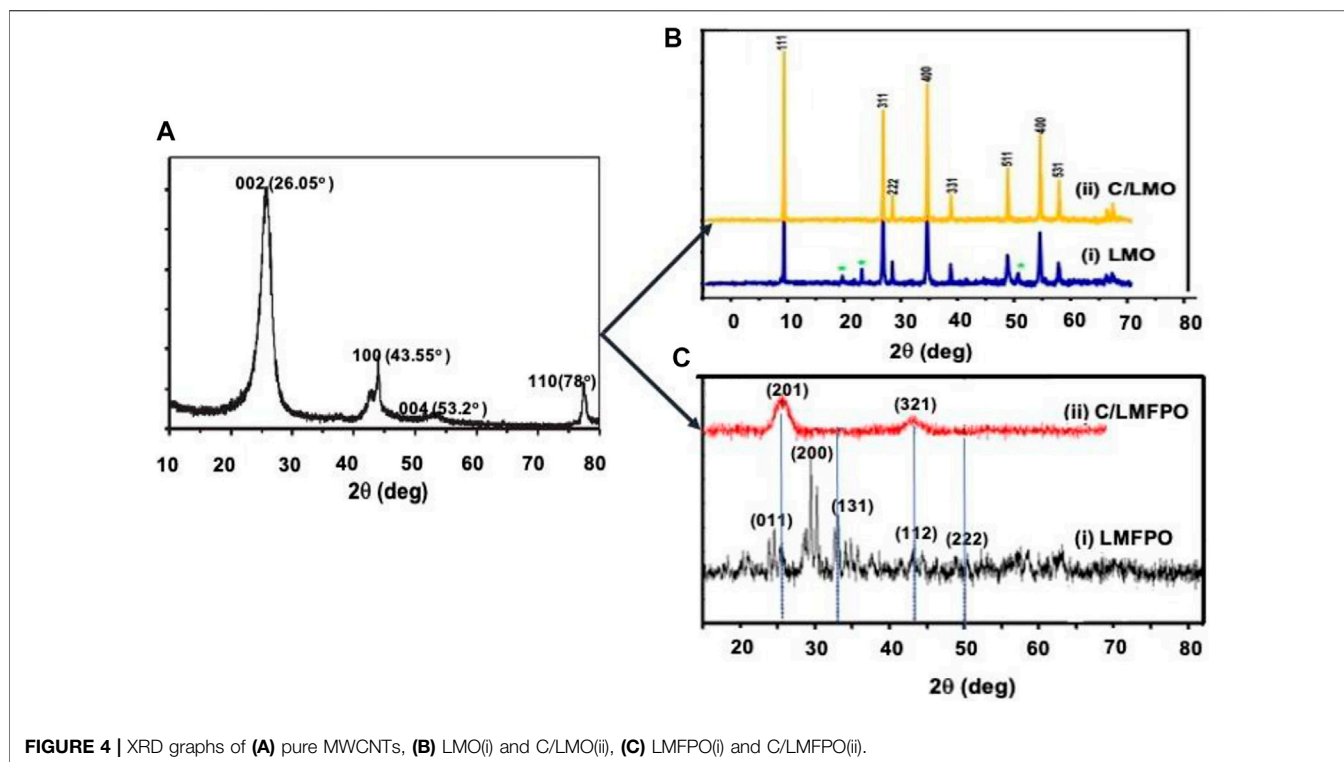 A
002 (26.05°)
100 (43.55°)
004 (53.2°)
110(78°)
10 20 30 40 50 60 70 80
2θ (deg)
B
111
311
222
400
331
511
400
531
(ii) C/LMO
(i) LMO
* * *
0 10 20 30 40 50 60 70 80
2θ (deg)
C
(201)
(321)
(ii) C/LMFPO
(200)
(011)
(131)
(112)
(222)
(i) LMFPO
20 30 40 50 60 70 80
2θ (deg)
FIGURE 4 | XRD graphs of (A) pure MWCNTs, (B) LMO(i) and C/LMO(ii), (C) LMFPO(i) and C/LMFPO(ii).